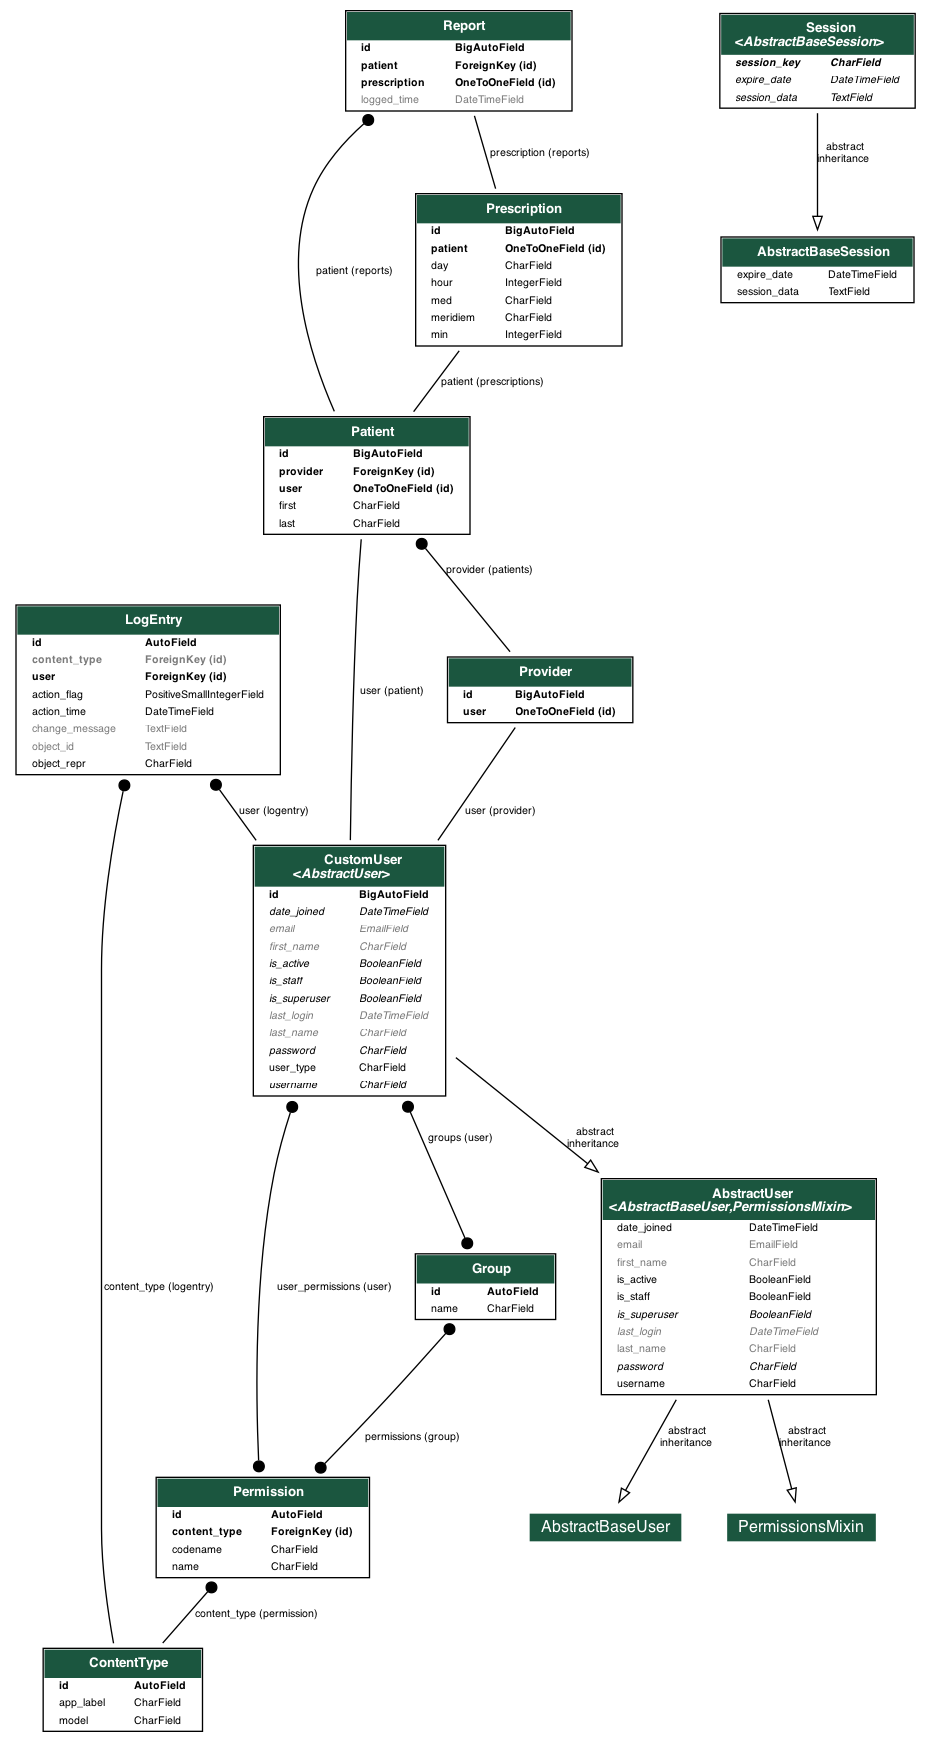 Report
id BigAutoField
patient ForeignKey (id)
prescription OneToOneField (id)
logged_time DateTimeField
Session
<AbstractBaseSession>
session_key CharField
expire_date DateTimeField
session_data TextField
prescription (reports)
abstract
inheritance
Prescription
id BigAutoField
patient OneToOneField (id)
day CharField
hour IntegerField
med CharField
meridiem CharField
min IntegerField
AbstractBaseSession
expire_date DateTimeField
session_data TextField
patient (reports)
patient (prescriptions)
Patient
id BigAutoField
provider ForeignKey (id)
user OneToOneField (id)
first CharField
last CharField
provider (patients)
LogEntry
id AutoField
content_type ForeignKey (id)
user ForeignKey (id)
action_flag PositiveSmallIntegerField
action_time DateTimeField
change_message TextField
object_id TextField
object_repr CharField
Provider
id BigAutoField
user OneToOneField (id)
user (patient)
user (logentry)
user (provider)
CustomUser
<AbstractUser>
id BigAutoField
date_joined DateTimeField
email EmailField
first_name CharField
is_active BooleanField
is_staff BooleanField
is_superuser BooleanField
last_login DateTimeField
last_name CharField
password CharField
user_type CharField
username CharField
groups (user)
abstract
inheritance
AbstractUser
<AbstractBaseUser,PermissionsMixin>
date_joined DateTimeField
email EmailField
first_name CharField
is_active BooleanField
is_staff BooleanField
is_superuser BooleanField
last_login DateTimeField
last_name CharField
password CharField
username CharField
content_type (logentry)
user_permissions (user)
Group
id AutoField
name CharField
permissions (group)
abstract
inheritance
abstract
inheritance
Permission
id AutoField
content_type ForeignKey (id)
codename CharField
name CharField
AbstractBaseUser
PermissionsMixin
content_type (permission)
ContentType
id AutoField
app_label CharField
model CharField